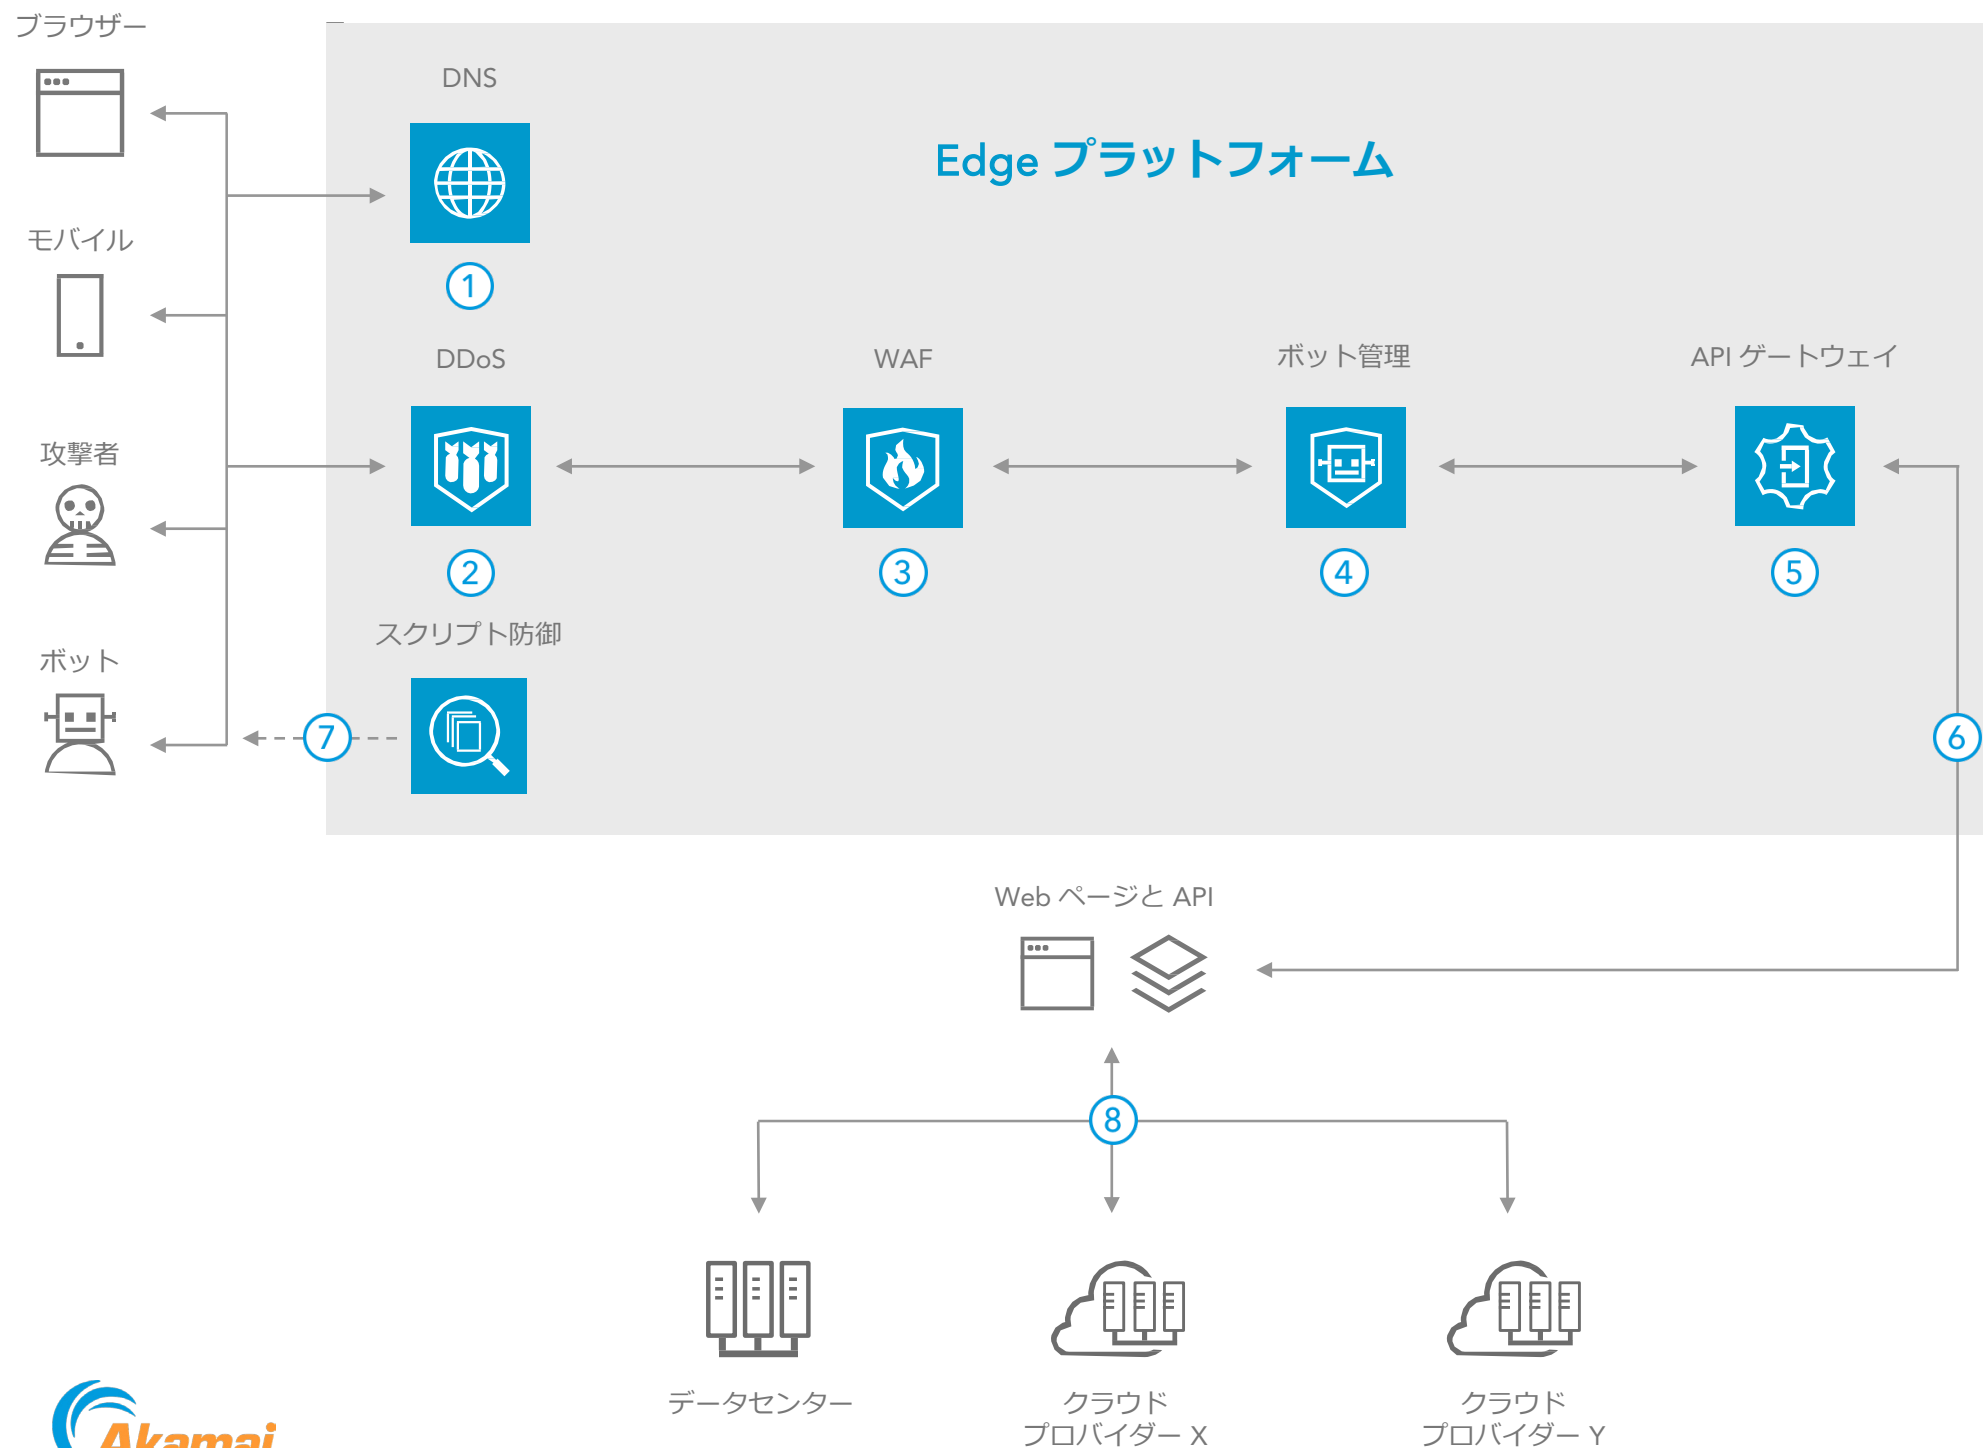 ブラウザー
DNS
Edge プラットフォーム
モバイル
1
DDoS
WAF
ボット管理
API ゲートウェイ
攻撃者
2
3
4
5
スクリプト防御
ボット
7
6
Web ページと API
8
データセンター
クラウド
プロバイダー X
クラウド
プロバイダー Y
Akamai